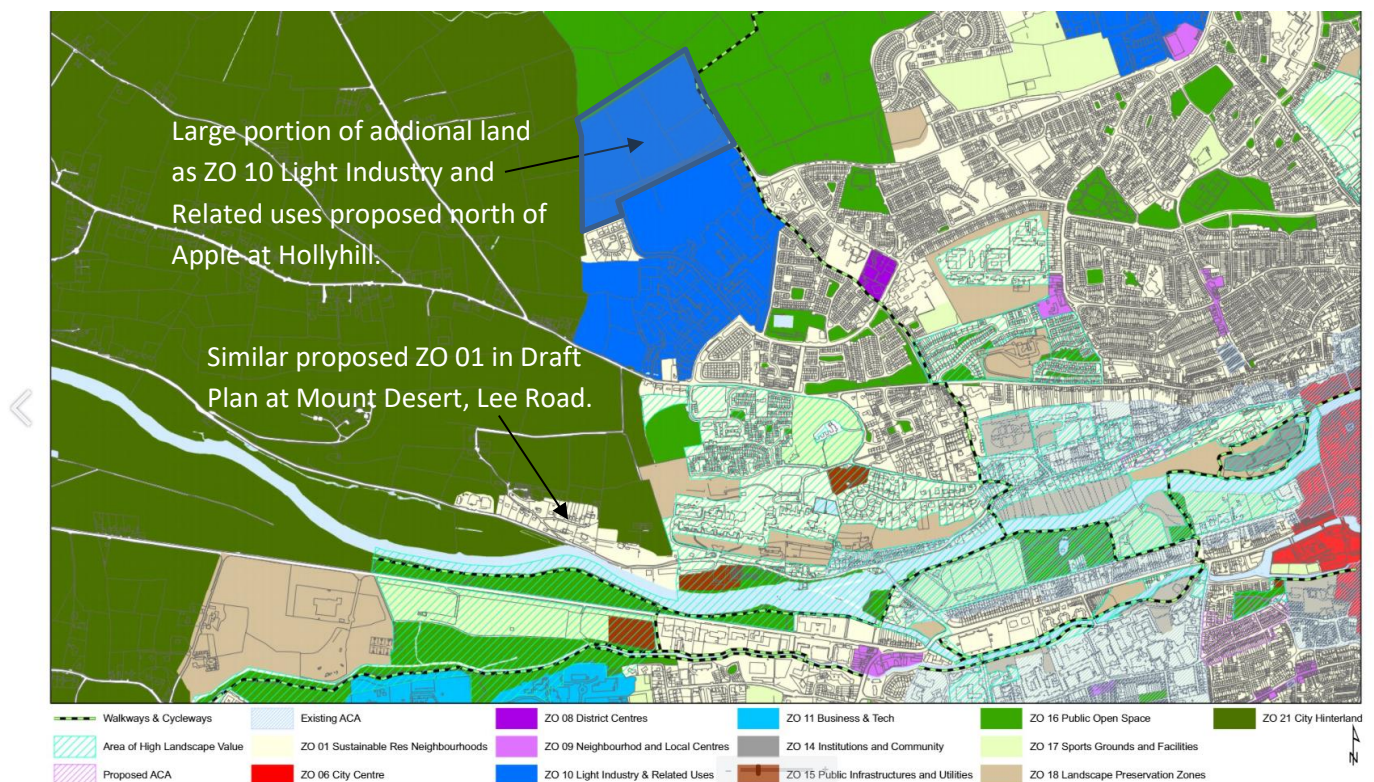 Large portion of addional land
as ZO 10 Light Industry and
Related uses proposed north of
Apple at Hollyhill.
Similar proposed ZO 01 in Draft
Plan at Mount Desert, Lee Road.
Walkways & Cycleways
Existing ACA
ZO 08 District Centres
ZO 11 Business & Tech
ZO 16 Public Open Space
ZO 21 City Hinterland
Area of High Landscape Value
ZO 01 Sustainable Res Neighbourhoods
ZO 09 Neighbourhod and Local Centres
ZO 14 Institutions and Community
ZO 17 Sports Grounds and Facilities
Proposed ACA
ZO 06 City Centre
ZO 10 Light Industry & Related Uses
ZO 15 Public Infrastructures and Utilities
ZO 18 Landscape Preservation Zones
N